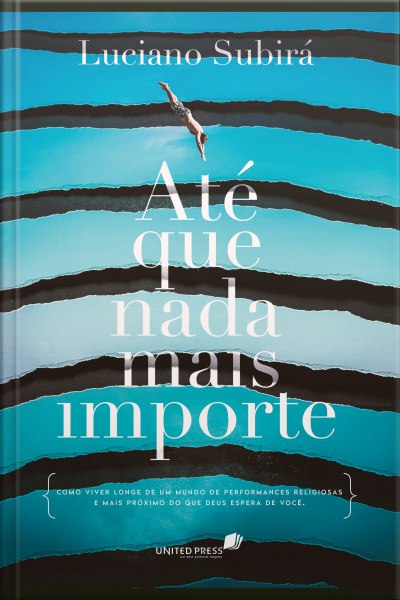 Luciano Subirá
Até
que
nada
mais
importe
COMO VIVER LONGE DE UM MUNDO DE PERFORMANCES RELIGIOSAS
E MAIS PRÓXIMO DO QUE DEUS ESPERA DE VOCÊ.
UNITED PRESS